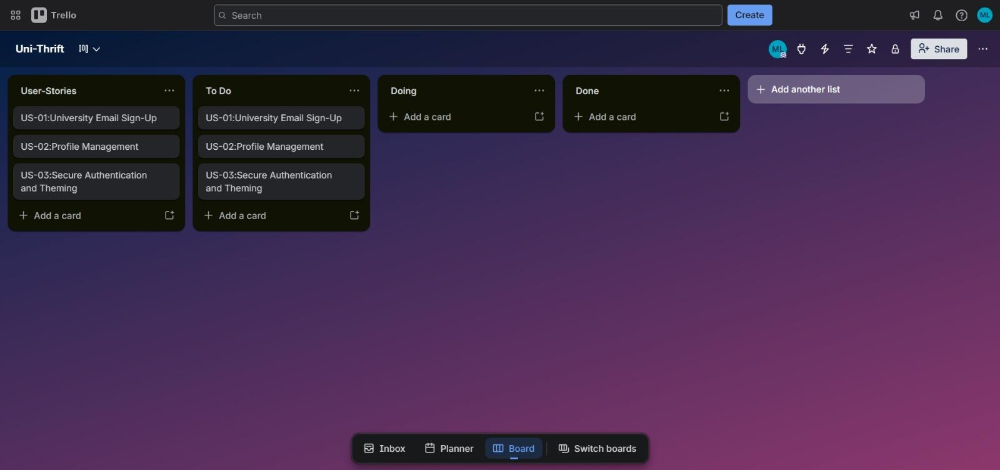 Trello
Search
Create
ML
Uni-Thrift
ML
Share
User-Stories
US-01:University Email Sign-Up
US-02:Profile Management
US-03:Secure Authentication
and Theming
Add a card
To Do
US-01:University Email Sign-Up
US-02:Profile Management
US-03:Secure Authentication
and Theming
Add a card
Doing
Add a card
Done
Add a card
Add another list
Inbox
Planner
Board
Switch boards